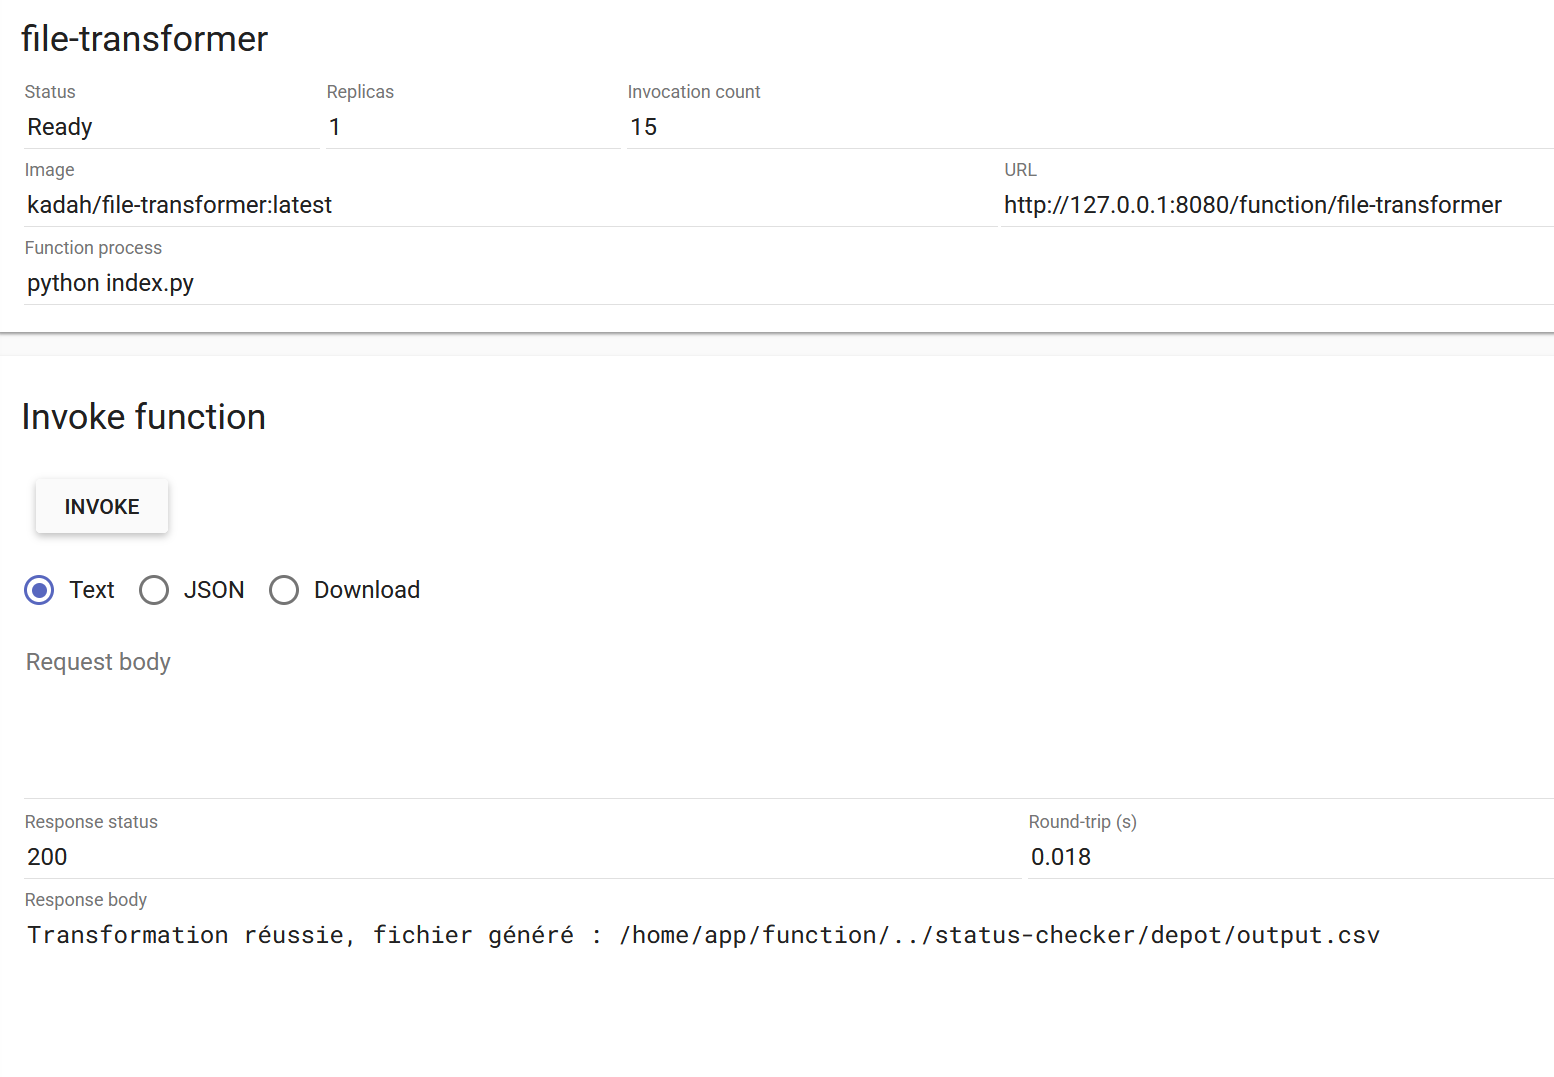 file-transformer
Status Replicas Invocation count
Ready 1 15
Image URL
kadah/file-transformer:latest http://127.0.0.1:8080/function/file-transformer
Function process
python index.py
Invoke function
INVOKE
Text JSON Download
Request body
Response status Round-trip (s)
200 0.018
Response body
Transformation réussie, fichier généré : /home/app/function/../status-checker/depot/output.csv